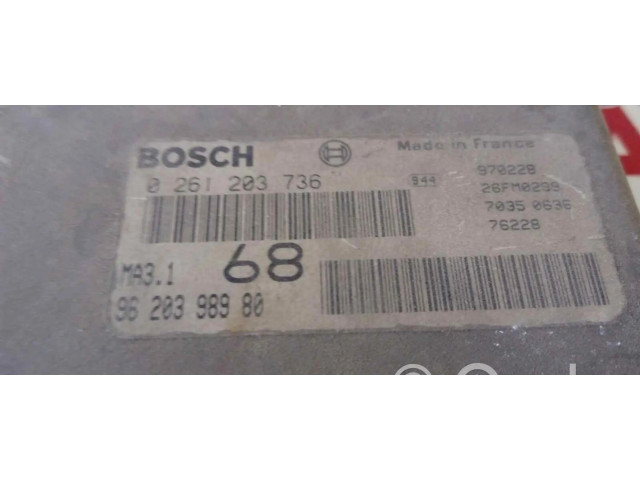 BOSCH
Made in France
0 261 203 736
944
970228
26FM0299
7035 0636
76228
MA3.1
68
96 203 989 80